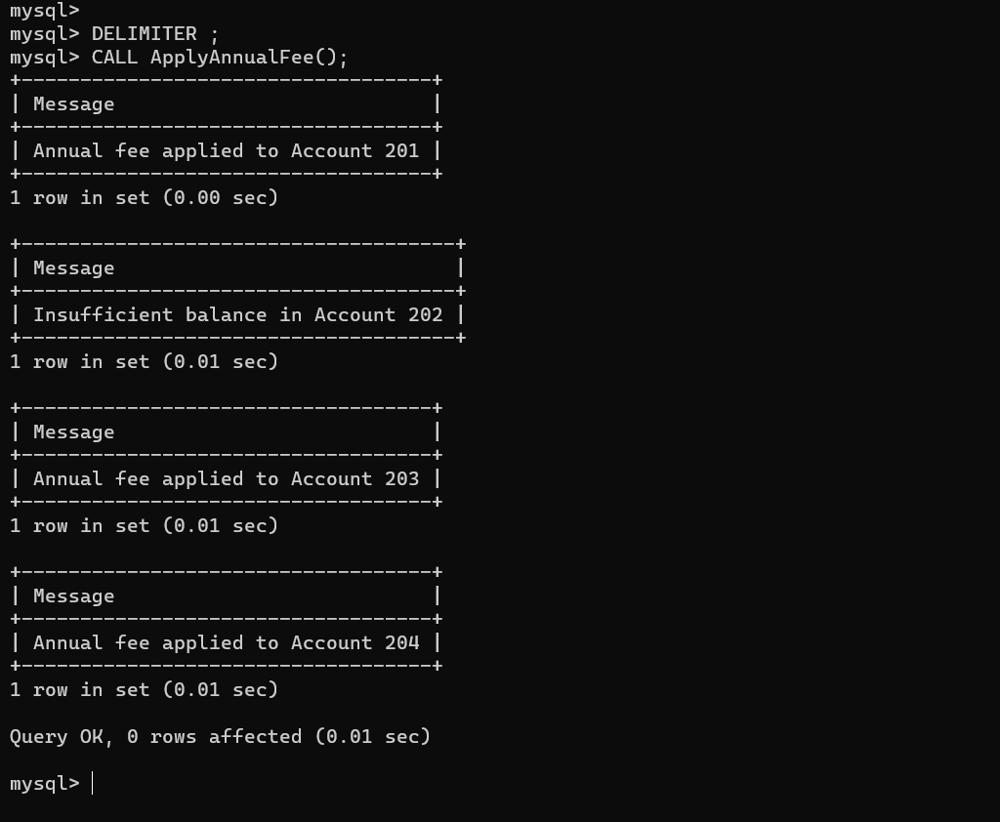 mysql>
mysql> DELIMITER ;
mysql> CALL ApplyAnnualFee();
+-----------------------------------+
| Message                           |
+-----------------------------------+
| Annual fee applied to Account 201 |
+-----------------------------------+
1 row in set (0.00 sec)

+-------------------------------------+
| Message                             |
+-------------------------------------+
| Insufficient balance in Account 202 |
+-------------------------------------+
1 row in set (0.01 sec)

+-----------------------------------+
| Message                           |
+-----------------------------------+
| Annual fee applied to Account 203 |
+-----------------------------------+
1 row in set (0.01 sec)

+-----------------------------------+
| Message                           |
+-----------------------------------+
| Annual fee applied to Account 204 |
+-----------------------------------+
1 row in set (0.01 sec)

Query OK, 0 rows affected (0.01 sec)

mysql>